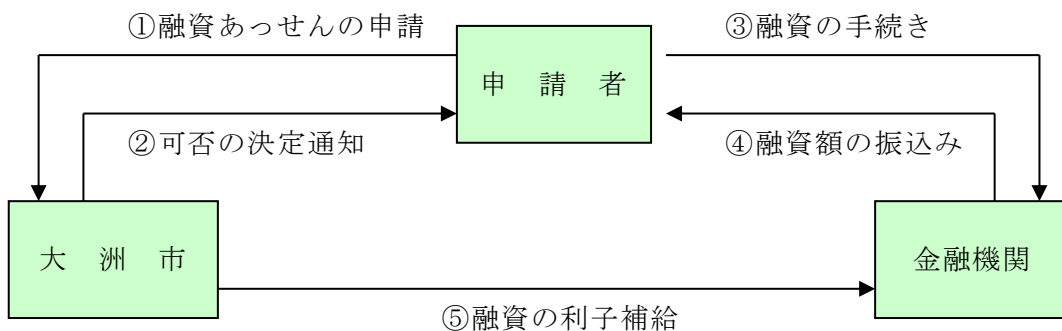 ①融資あっせんの申請
③融資の手続き
申 請 者
②可否の決定通知
④融資額の振込み
大 洲 市
金融機関
⑤融資の利子補給